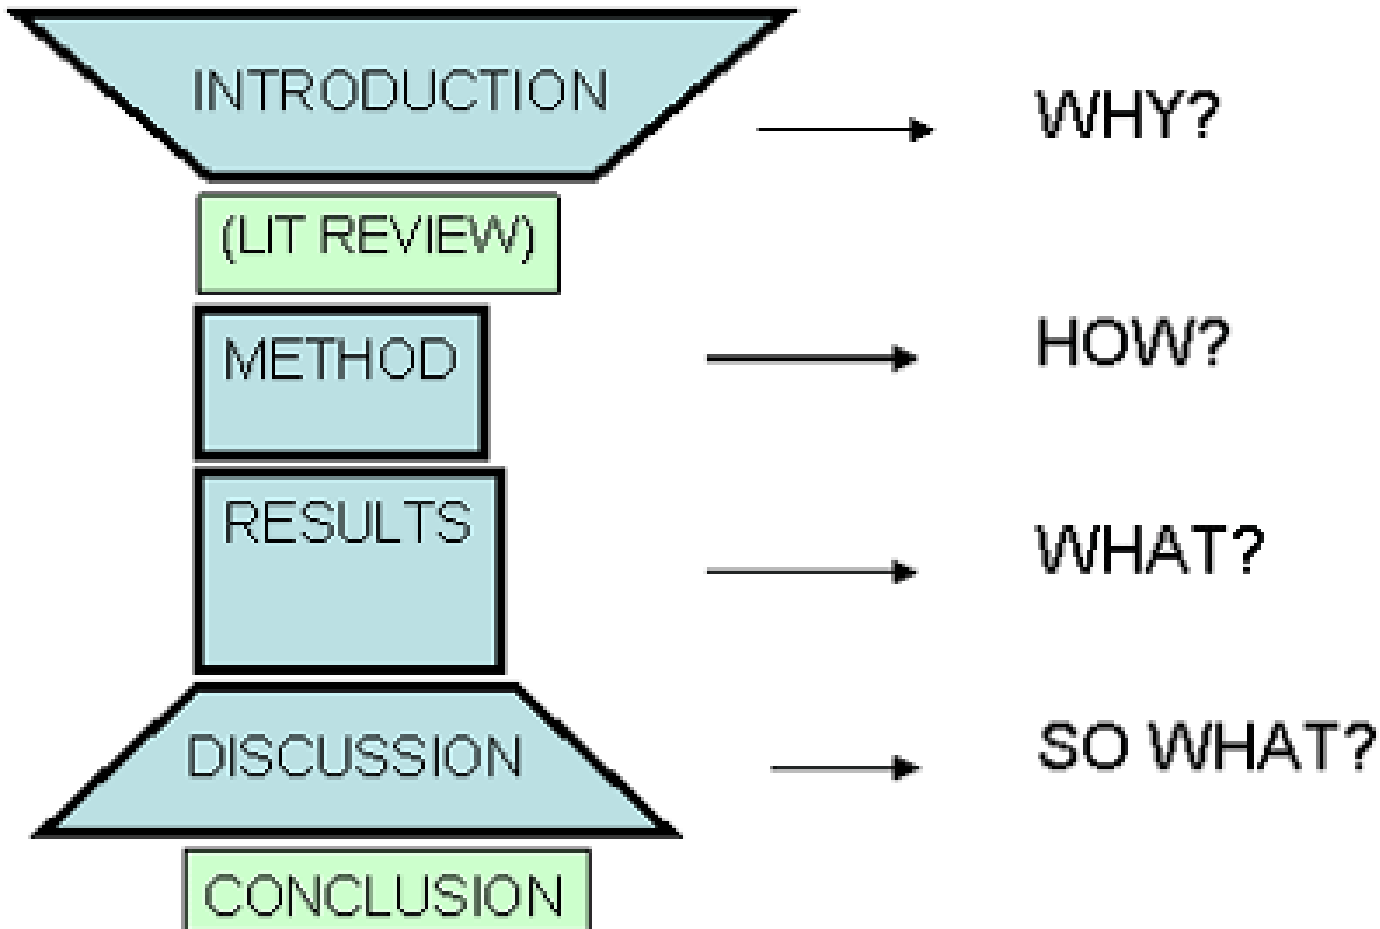 INTRODUCTION
WHY?
(LIT REVIEW)
METHOD
HOW?
RESULTS
WHAT?
DISCUSSION
SO WHAT?
CONCLUSION